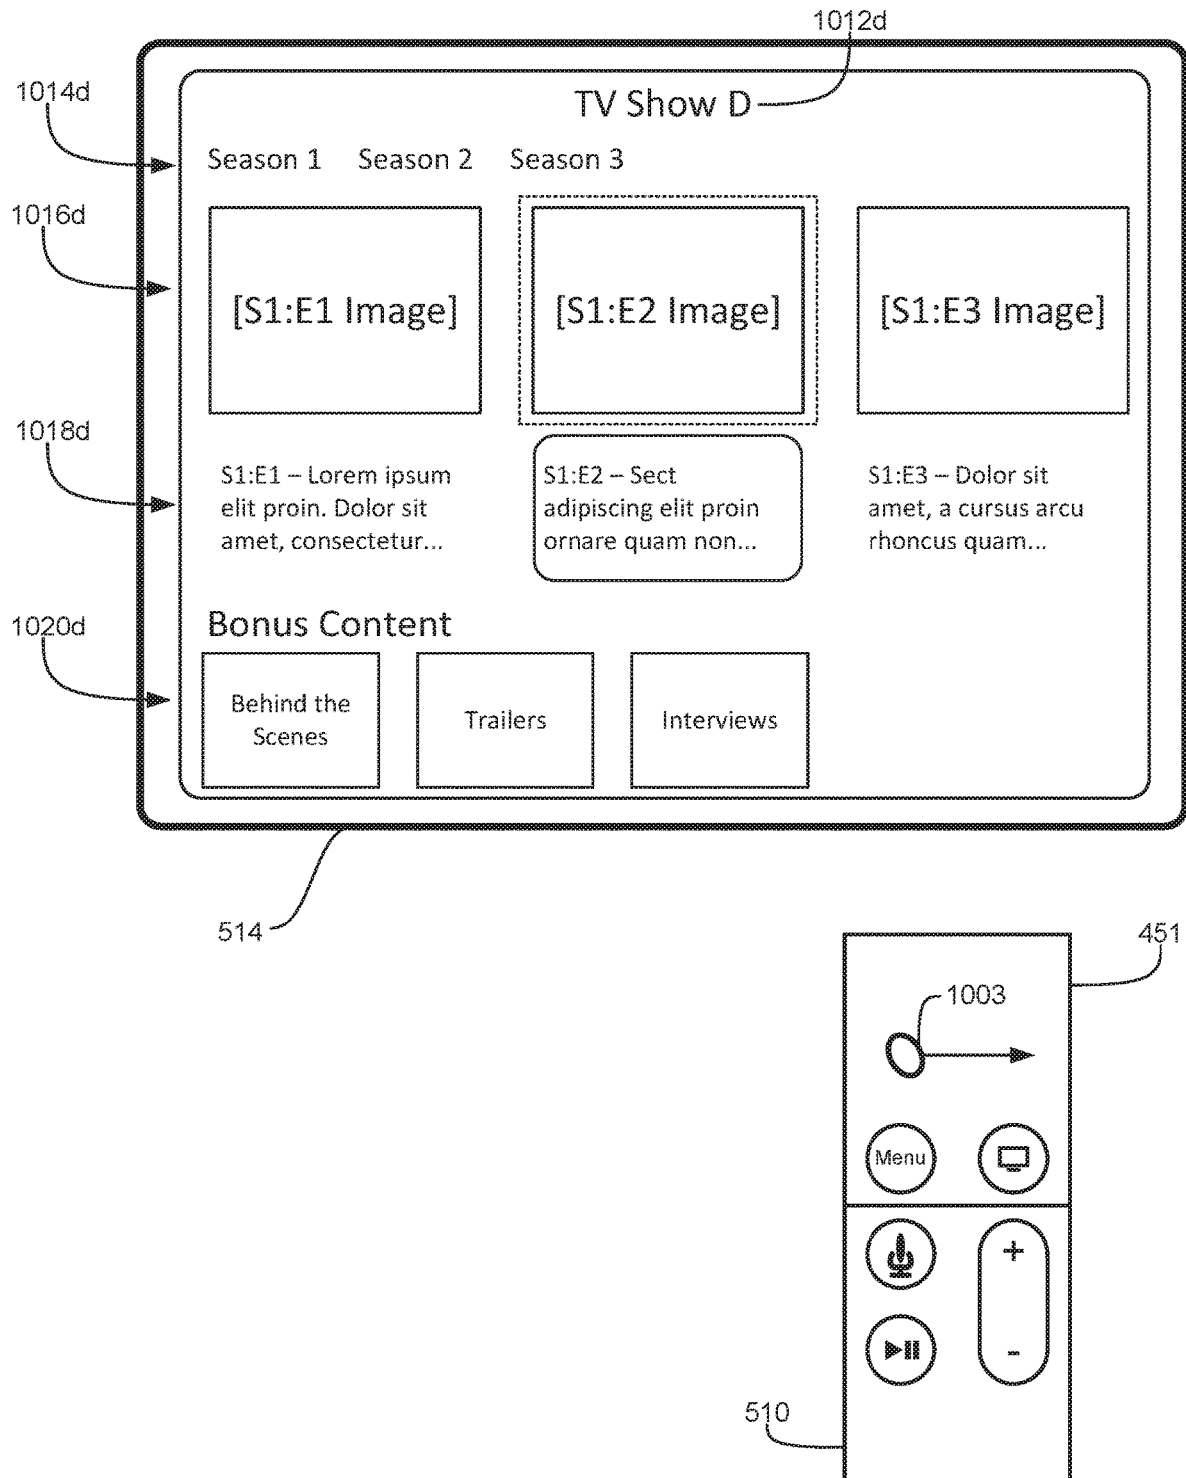 1012d
1014d
TV Show D
Season 1 Season 2 Season 3
1016d
[S1:E1 Image] [S1:E2 Image] [S1:E3 Image]
1018d
S1:E1 – Lorem ipsum
elit proin. Dolor sit
amet, consectetur...
S1:E2 – Sect
adipiscing elit proin
ornare quam non...
S1:E3 – Dolor sit
amet, a cursus arcu
rhoncus quam...
1020d
Bonus Content
Behind the
Scenes
Trailers
Interviews
514
451
1003
Menu
+
-
510